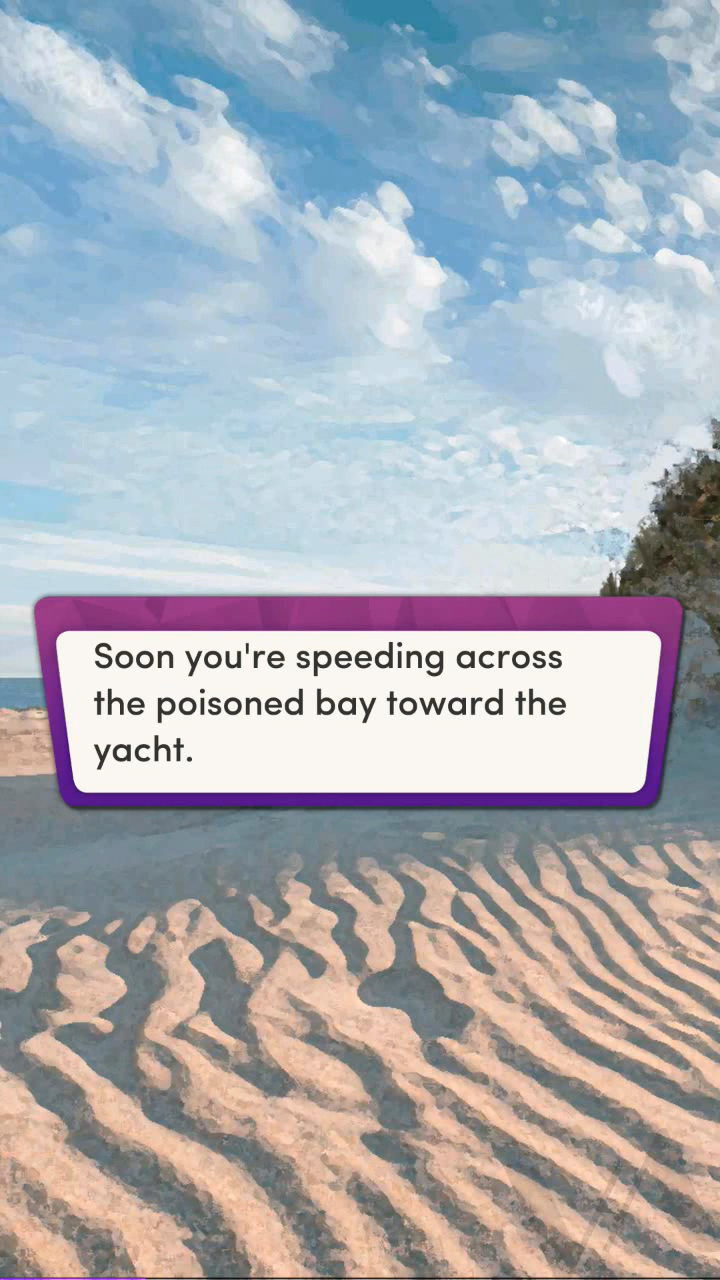 Soon you're speeding across
the poisoned bay toward the
yacht.